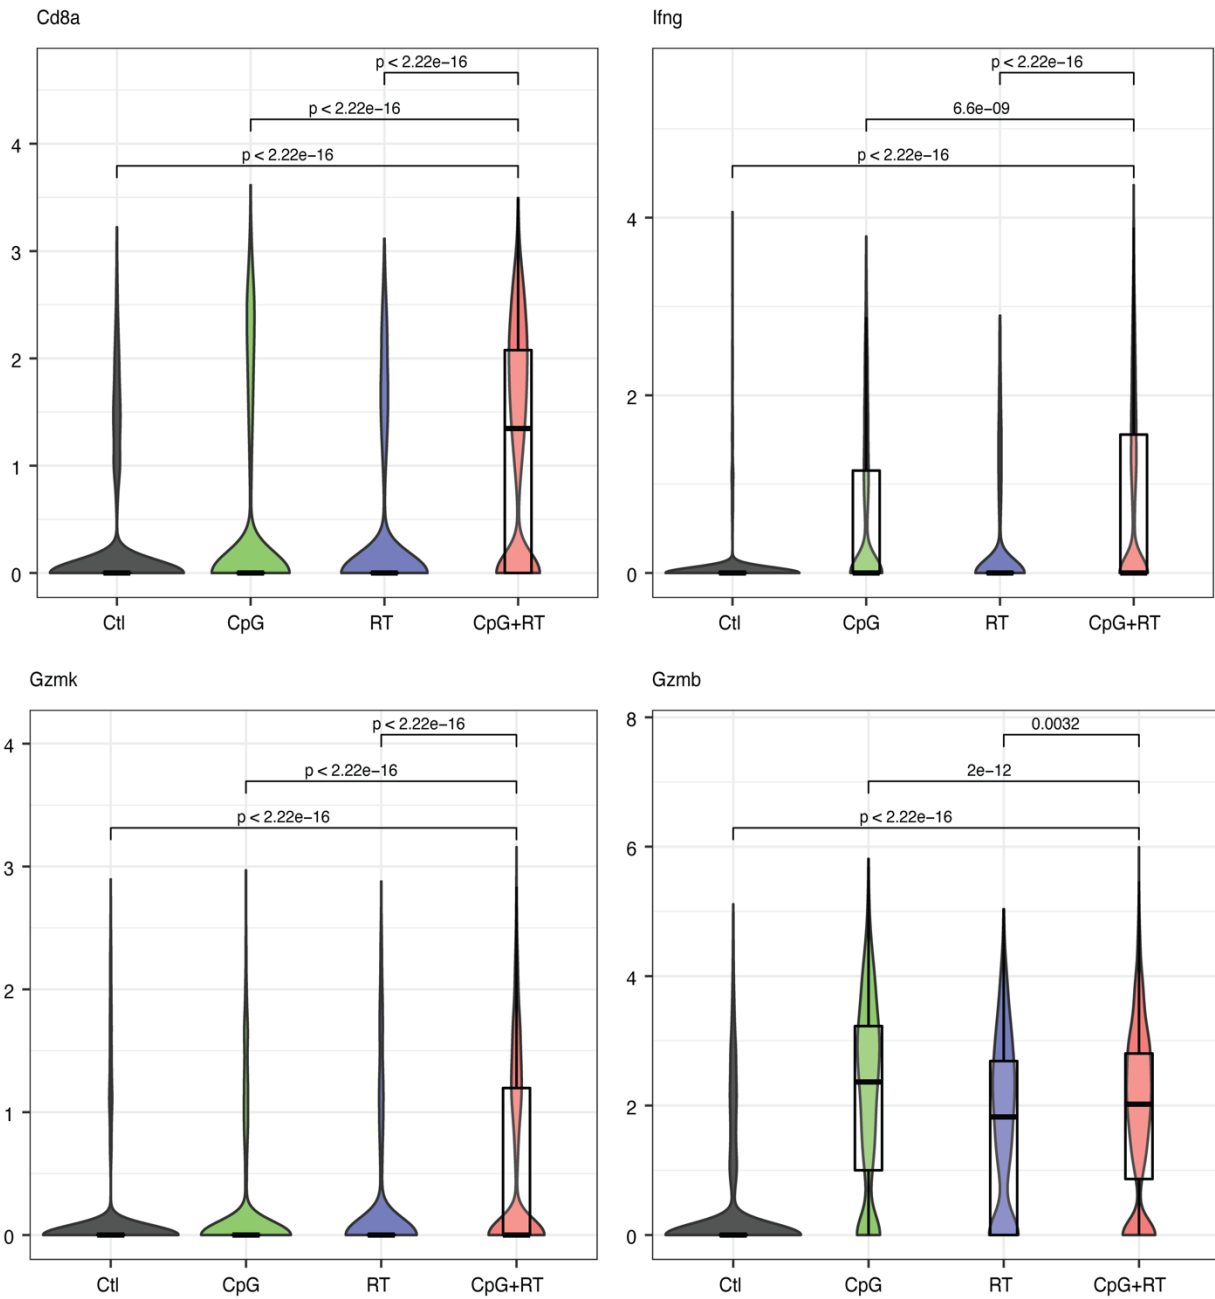 Cd8a
p < 2.22e−16
p < 2.22e−16
p < 2.22e−16
4
3
2
1
0
Ctl CpG RT CpG+RT
Ifng
p < 2.22e−16
6.6e−09
p < 2.22e−16
4
2
0
Ctl CpG RT CpG+RT
Gzmk
p < 2.22e−16
p < 2.22e−16
p < 2.22e−16
4
3
2
1
0
Ctl CpG RT CpG+RT
Gzmb
0.0032
2e−12
p < 2.22e−16
8
6
4
2
0
Ctl CpG RT CpG+RT